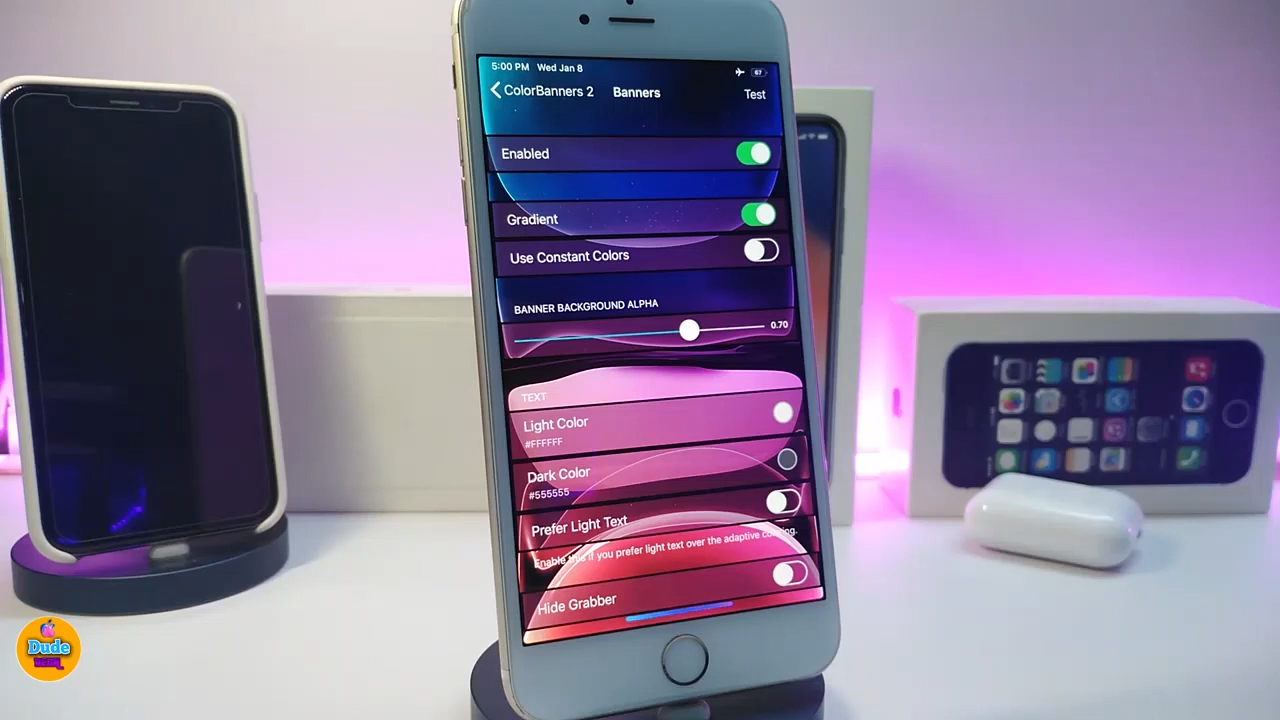 5:00 PM Wed Jan 8
67
ColorBanners 2 Banners Test
Enabled
Gradient
Use Constant Colors
BANNER BACKGROUND ALPHA
0.70
TEXT
Light Color
#FFFFFF
Dark Color
#555555
Prefer Light Text
Enable this if you prefer light text over the adaptive coloring.
Hide Grabber
Dude